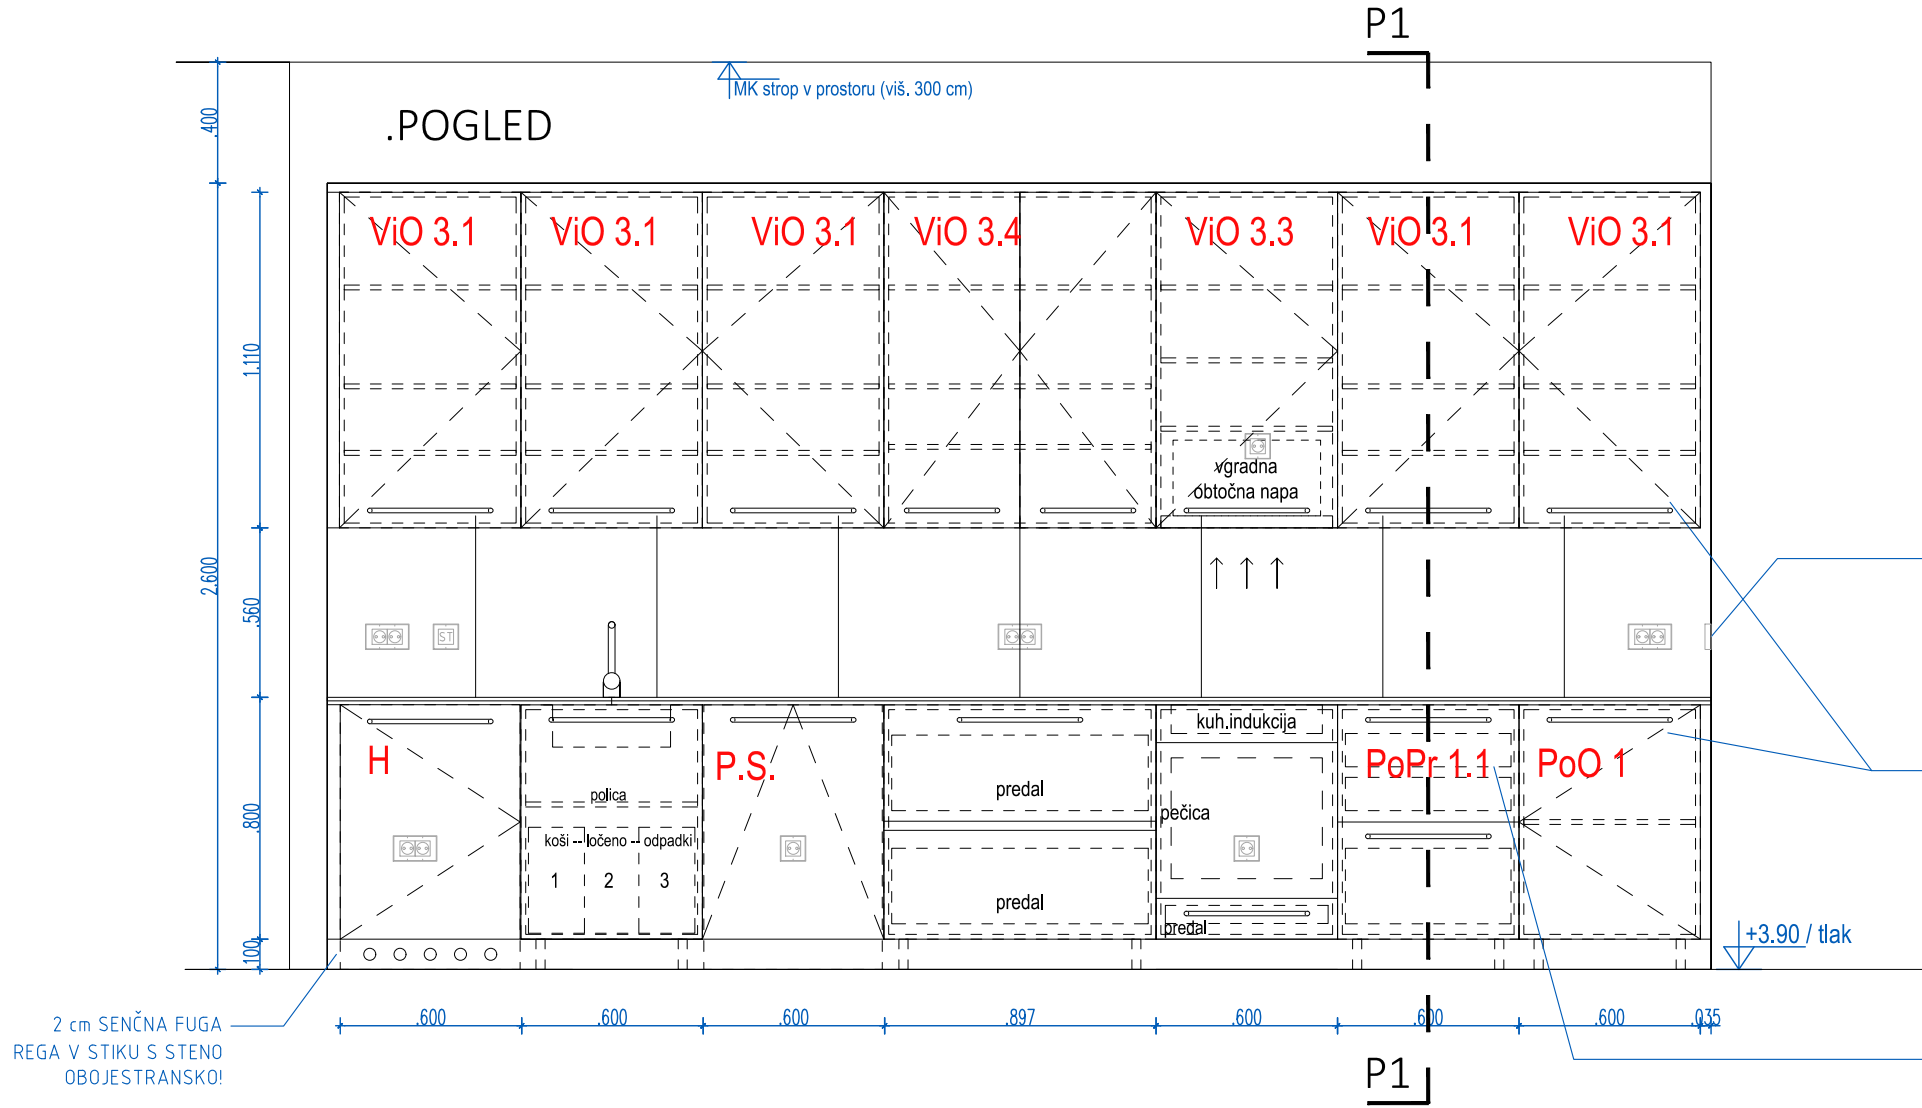 P1
MK strop v prostoru (viš. 300 cm)
.POGLED
.400
ViO 3.1
ViO 3.1
ViO 3.1
ViO 3.4
ViO 3.3
ViO 3.1
ViO 3.1
1.110
vgradna
obtočna napa
2.600
.560
ST
kuh.indukcija
H
P.S.
PoPr 1.1
PoO 1
polica
predal
pečica
.800
koši -- ločeno -- odpadki
1
2
3
predal
predal
.100
+3.90 / tlak
.600
.600
.600
.897
.600
.600
.600
.035
2 cm SENČNA FUGA
REGA V STIKU S STENO
OBOJESTRANSKO!
P1